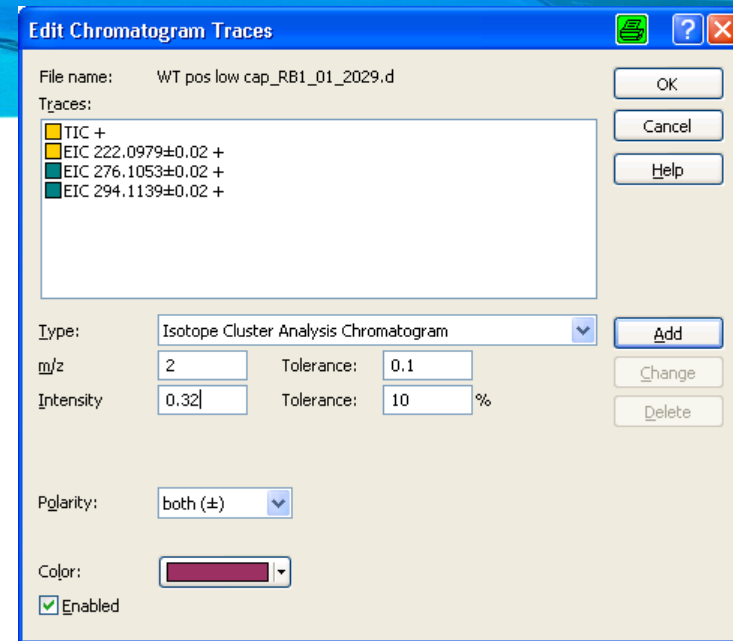 Edit Chromatogram Traces
?
File name: WT pos low cap_RB1_01_2029.d
OK
Traces:
TIC +
EIC 222.0979±0.02 +
EIC 276.1053±0.02 +
EIC 294.1139±0.02 +
Cancel
Help
Type: Isotope Cluster Analysis Chromatogram
Add
m/z 2 Tolerance: 0.1
Change
Intensity 0.32 Tolerance: 10 %
Delete
Polarity: both (±)
Color:
Enabled